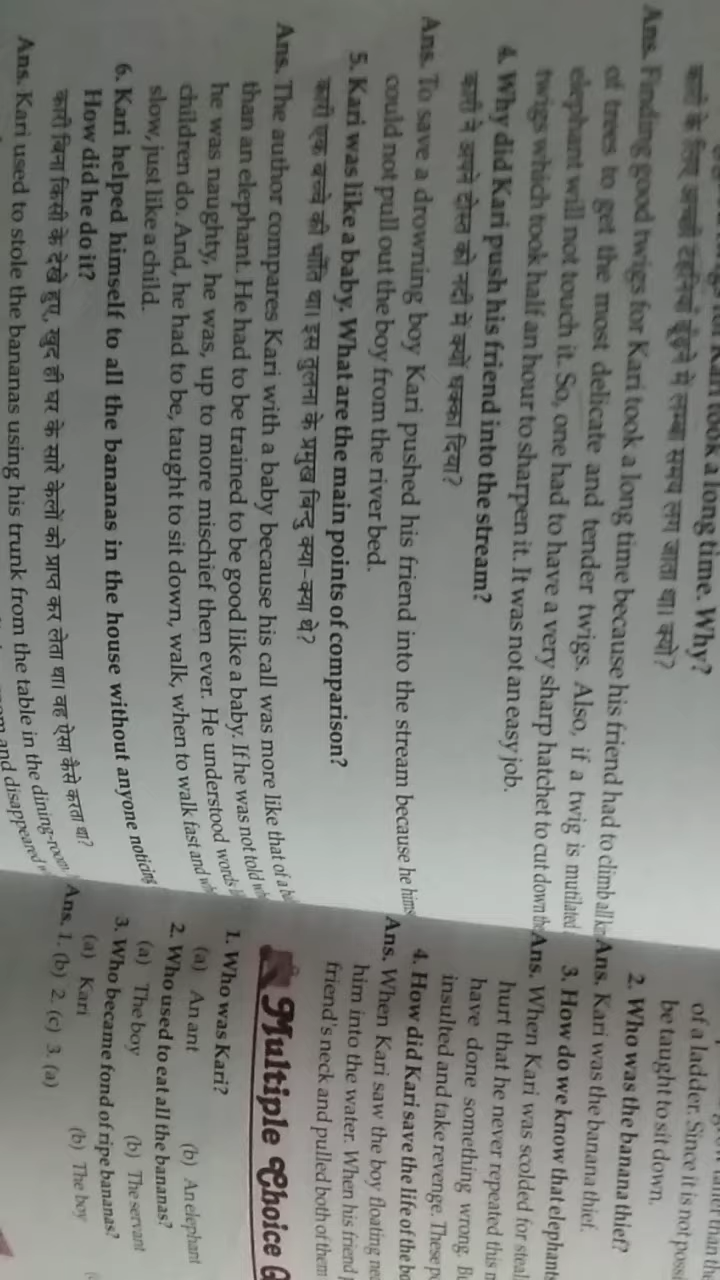 Kari took a long time. Why?
कारी के लिए अच्छी टहनियाँ ढूँढ़ने में लम्बा समय लग जाता था। क्यों?
Ans. Finding good twigs for Kari took a long time because his friend had to climb all
of trees to get the most delicate and tender twigs. Also, if a twig is mutilated
elephant will not touch it. So, one had to have a very sharp hatchet to cut down the
twigs which took half an hour to sharpen it. It was not an easy job.
4. Why did Kari push his friend into the stream?
कारी ने अपने दोस्त को नदी में क्यों धक्का दिया?
Ans. To save a drowning boy Kari pushed his friend into the stream because he
could not pull out the boy from the river bed.
5. Kari was like a baby. What are the main points of comparison?
कारी एक बच्चे की भाँति था। इस तुलना के प्रमुख बिन्दु क्या-क्या थे?
Ans. The author compares Kari with a baby because his call was more like that of a
than an elephant. He had to be trained to be good like a baby. If he was not told
he was naughty, he was, up to more mischief then ever. He understood words
children do. And, he had to be, taught to sit down, walk, when to walk fast and
slow, just like a child.
6. Kari helped himself to all the bananas in the house without anyone noticing
How did he do it?
कारी बिना किसी के देखे हुए, खुद ही घर के सारे केलों को प्राप्त कर लेता था। वह ऐसा कैसे करता था?
Ans. Kari used to stole the bananas using his trunk from the table in the dining-room
and disappeared
than
of a ladder. Since it is not
be taught to sit down.
2. Who was the banana thief?
Ans. Kari was the banana thief.
3. How do we know that elephants
Ans. When Kari was scolded for
hurt that he never repeated this
have done something wrong.
insulted and take revenge. These
4. How did Kari save the life of the
Ans. When Kari saw the boy floating
him into the water. When his friend
friend's neck and pulled both of them
Multiple Choice
1. Who was Kari?
(a) An ant (b) An elephant
2. Who used to eat all the bananas?
(a) The boy (b) The servant
3. Who became fond of ripe bananas?
(a) Kari (b) The boy
Ans. 1. (b) 2. (c) 3. (a)